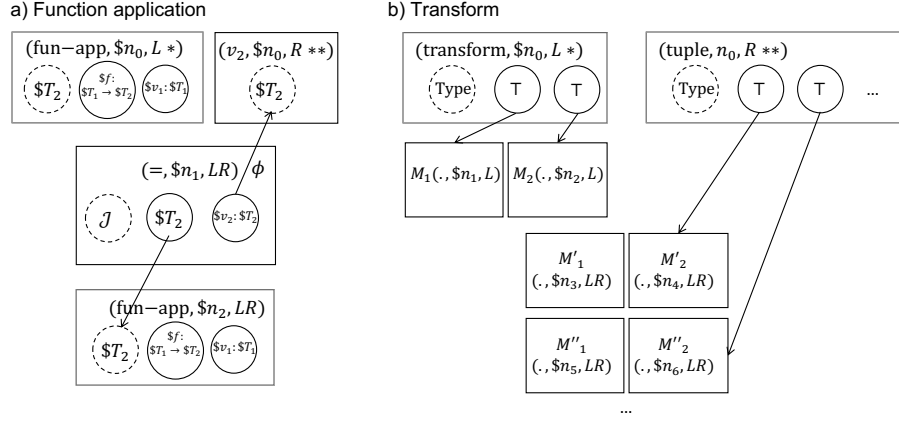 a) Function application
(fun−app, $n₀, L *)
$T₂
$f:
$T₁ → $T₂
$v₁: $T₁
(v₂, $n₀, R **)
$T₂
(=, $n₁, LR) ϕ
𝒥
$T₂
$v₂: $T₂
(fun−app, $n₂, LR)
$T₂
$f:
$T₁ → $T₂
$v₁: $T₁
b) Transform
(transform, $n₀, L *)
Type
⊤
⊤
(tuple, n₀, R **)
Type
⊤
⊤
...
M₁(. , $n₁, L)
M₂(. , $n₂, L)
M'₁
(. , $n₃, LR)
M'₂
(. , $n₄, LR)
M''₁
(. , $n₅, LR)
M''₂
(. , $n₆, LR)
...